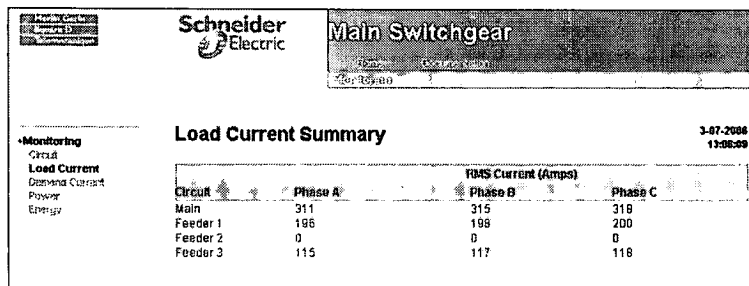 Schneider Electric
Main Switchgear
Monitoring
Circuit
Load Current
Demand Current
Power
Energy
Load Current Summary
3-07-2006
13:06:09
RMS Current (Amps)
Circuit Phase A Phase B Phase C
Main 311 315 318
Feeder 1 196 198 200
Feeder 2 0 0 0
Feeder 3 115 117 118